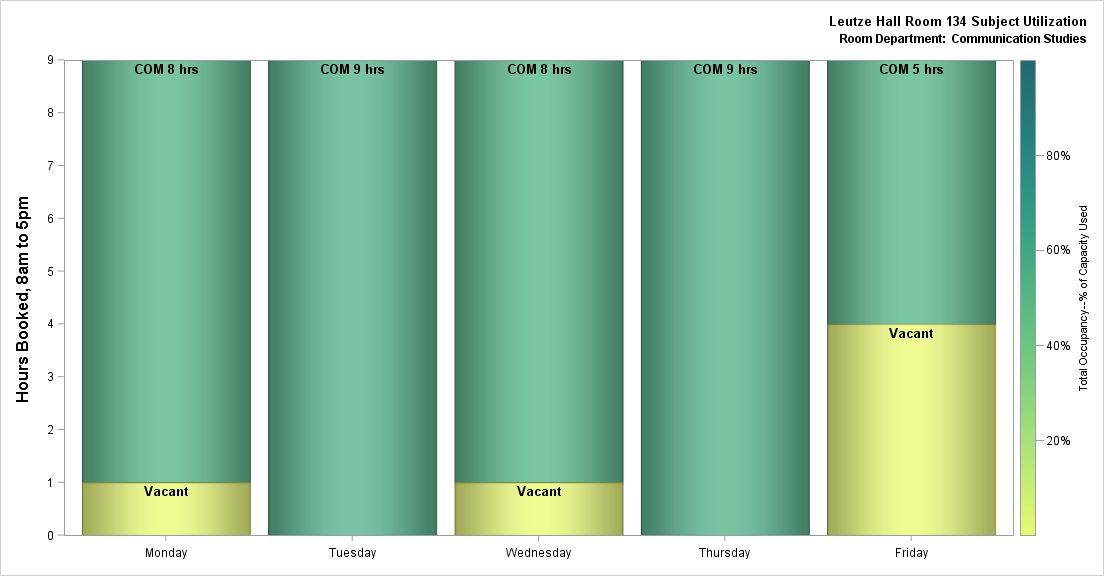 Leutze Hall Room 134 Subject Utilization
Room Department: Communication Studies
Hours Booked, 8am to 5pm
9
8
7
6
5
4
3
2
1
0
COM 8 hrs
COM 9 hrs
COM 8 hrs
COM 9 hrs
COM 5 hrs
Vacant
Vacant
Vacant
Monday
Tuesday
Wednesday
Thursday
Friday
80%
60%
40%
20%
Total Occupancy--% of Capacity Used